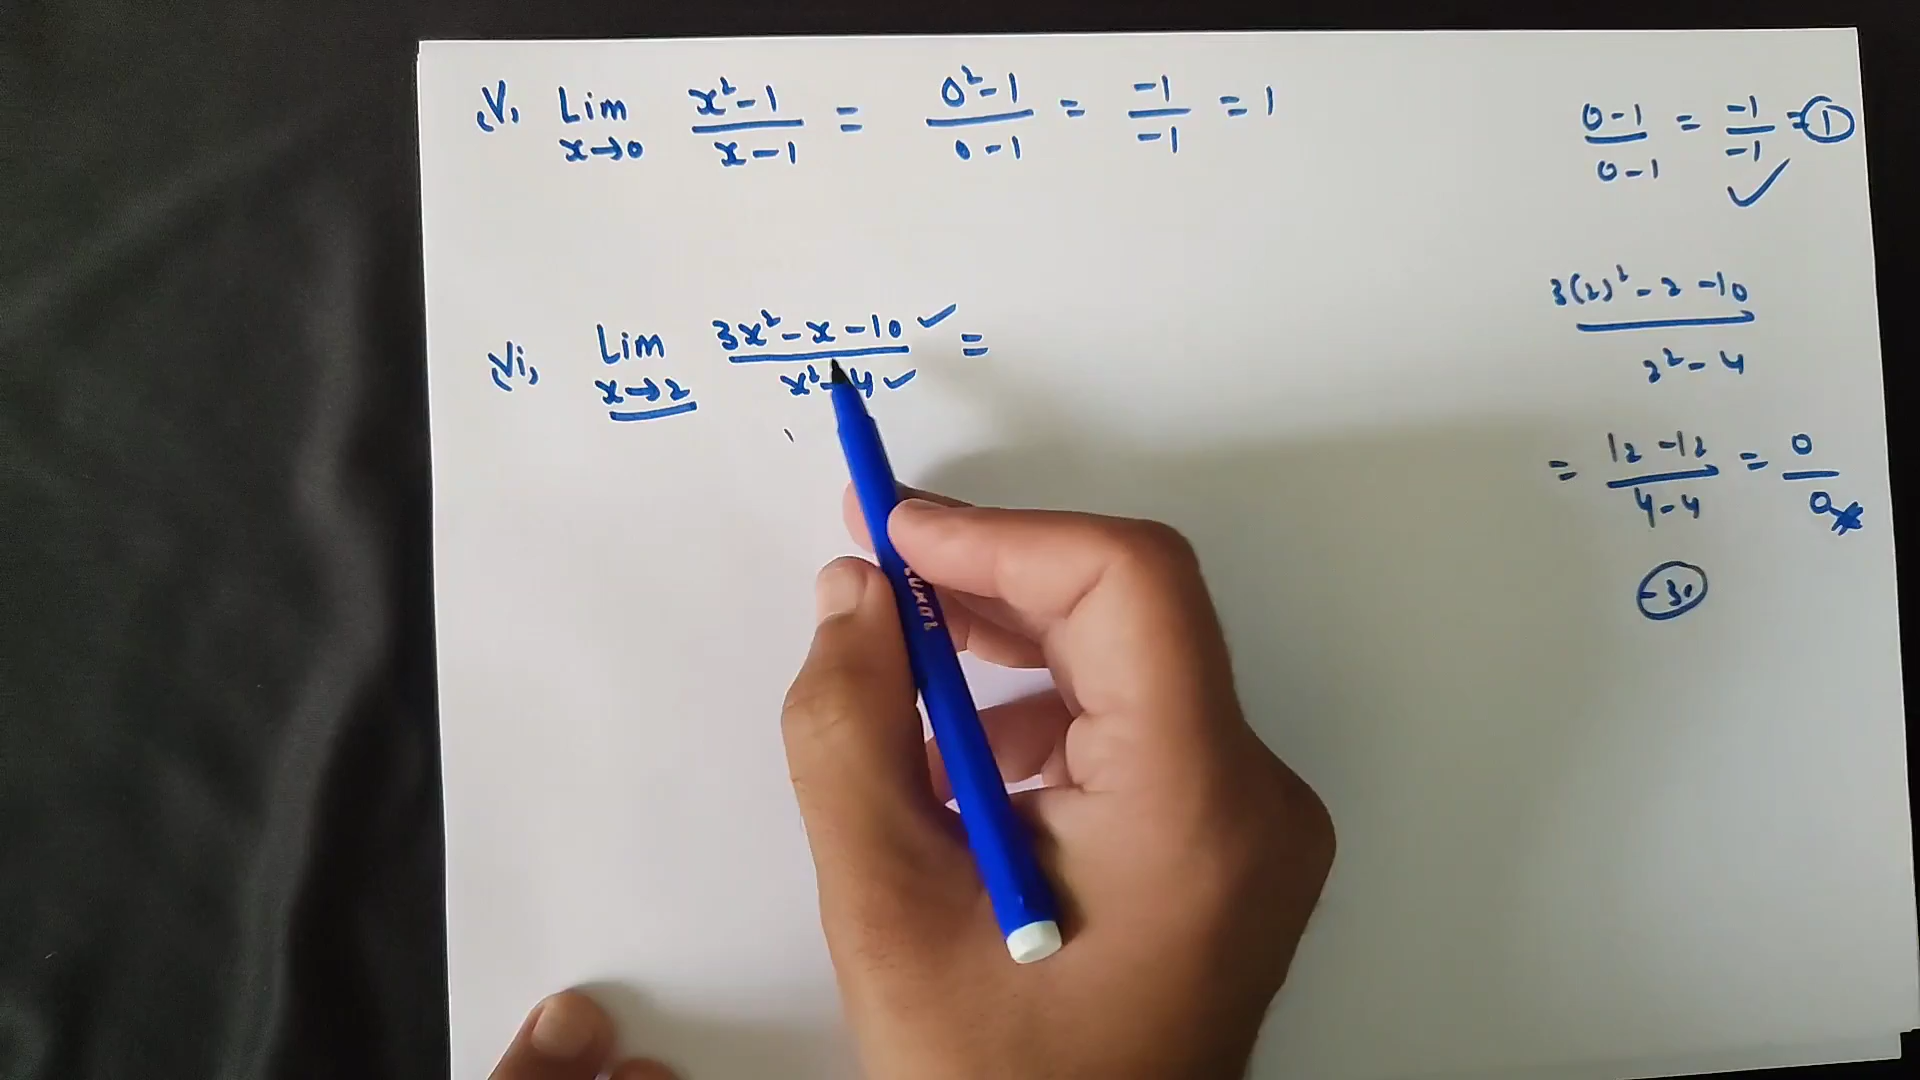 v, Lim x→0 x²-1 / x-1 = 0²-1 / 0-1 = -1 / -1 = 1
0-1 / 0-1 = -1 / -1 = 1 ✓
vi, Lim x→2 3x²-x-10 ✓ / x²-4 ✓ =
3(2)²-2-10 / 2²-4
= 12-12 / 4-4 = 0 / 0
-30